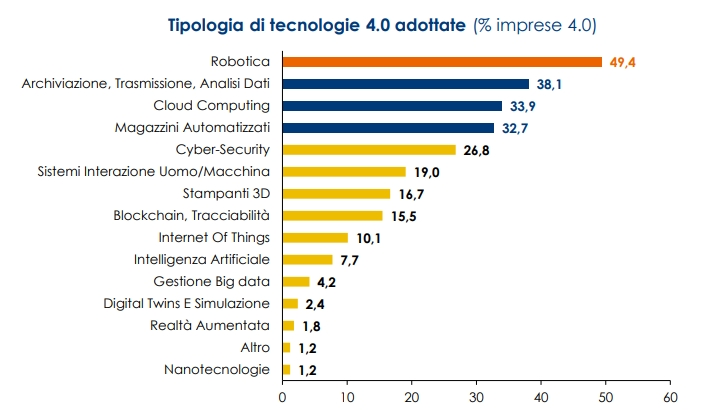 Tipologia di tecnologie 4.0 adottate (% imprese 4.0)
Robotica 49,4
Archiviazione, Trasmissione, Analisi Dati 38,1
Cloud Computing 33,9
Magazzini Automatizzati 32,7
Cyber-Security 26,8
Sistemi Interazione Uomo/Macchina 19,0
Stampanti 3D 16,7
Blockchain, Tracciabilità 15,5
Internet Of Things 10,1
Intelligenza Artificiale 7,7
Gestione Big data 4,2
Digital Twins E Simulazione 2,4
Realtà Aumentata 1,8
Altro 1,2
Nanotecnologie 1,2
0 10 20 30 40 50 60